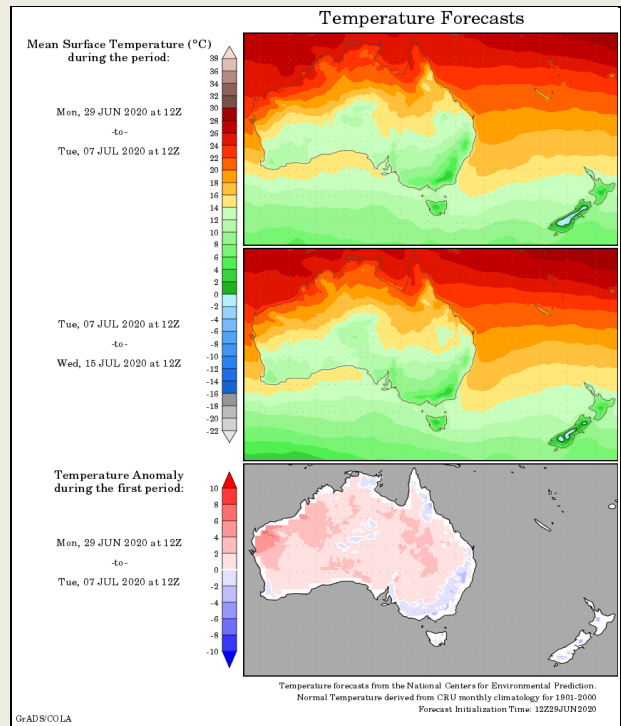 Temperature Forecasts
Mean Surface Temperature (°C)
during the period:
Mon, 29 JUN 2020 at 12Z
-to-
Tue, 07 JUL 2020 at 12Z
38
36
34
32
30
28
26
24
22
20
18
16
14
12
10
8
6
4
2
0
-2
-4
-6
-8
-10
-12
-14
-16
-18
-20
-22
Tue, 07 JUL 2020 at 12Z
-to-
Wed, 15 JUL 2020 at 12Z
Temperature Anomaly
during the first period:
Mon, 29 JUN 2020 at 12Z
-to-
Tue, 07 JUL 2020 at 12Z
10
8
6
4
2
0
-2
-4
-6
-8
-10
Temperature forecasts from the National Centers for Environmental Prediction.
Normal Temperature derived from CRU monthly climatology for 1901-2000
Forecast Initialization Time: 12Z29JUN2020
GrADS/COLA